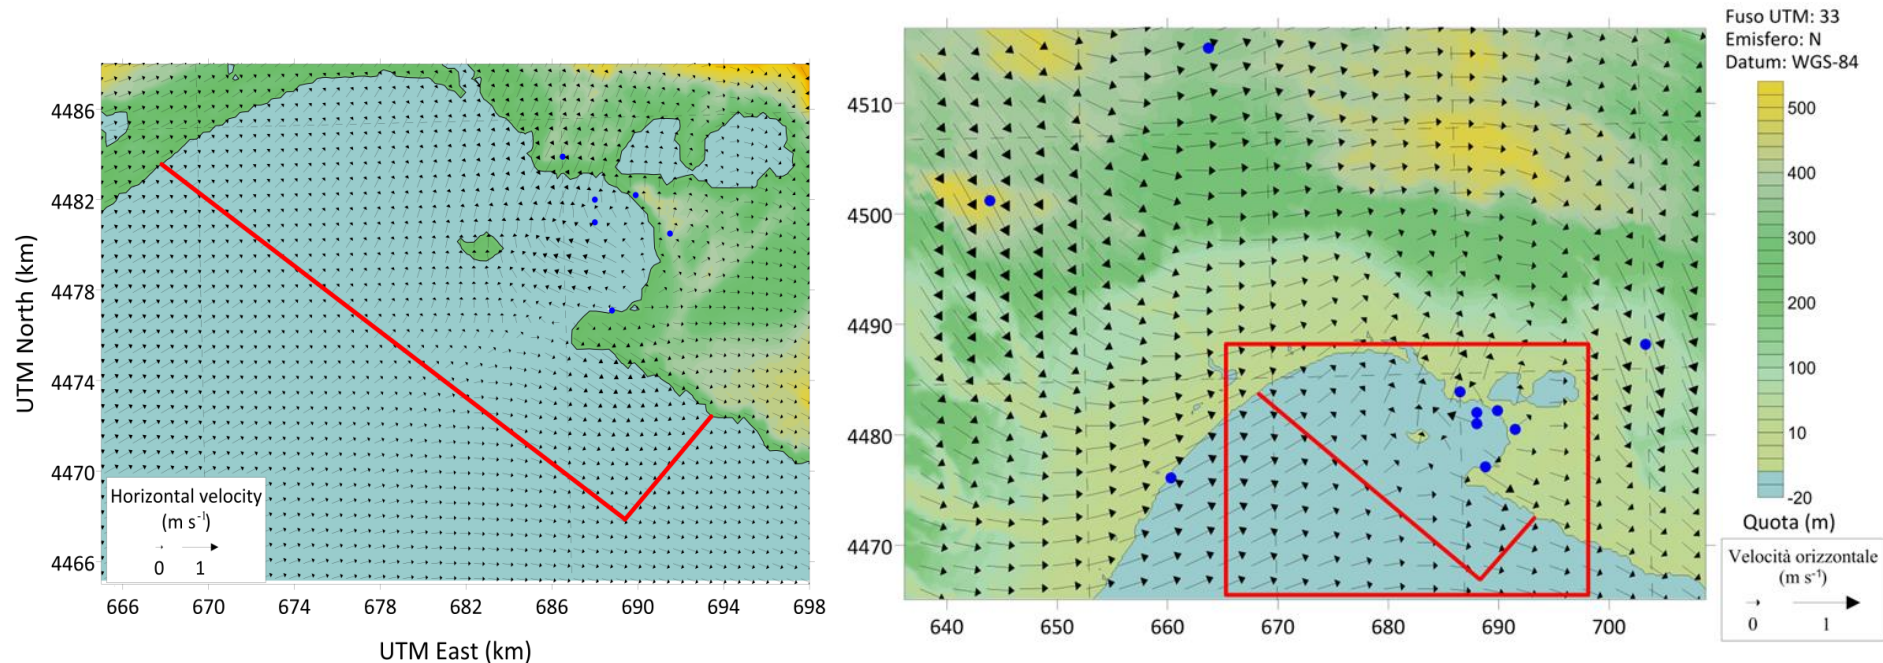 4486
4482
4478
4474
4470
4466
UTM North (km)
Horizontal velocity
(m s-1)
0 1
666 670 674 678 682 686 690 694 698
UTM East (km)
4510
4500
4490
4480
4470
640 650 660 670 680 690 700
Fuso UTM: 33
Emisfero: N
Datum: WGS-84
500
400
300
200
100
10
-20
Quota (m)
Velocità orizzontale
(m s-1)
0 1